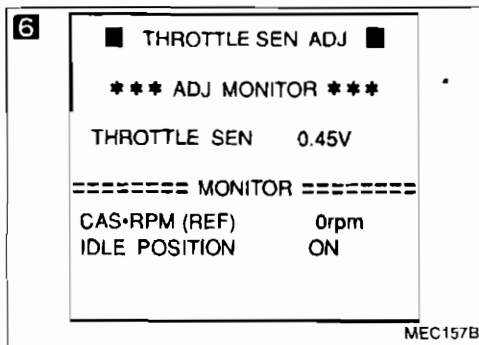 6
■ THROTTLE SEN ADJ ■
*** ADJ MONITOR ***
THROTTLE SEN 0.45V
======== MONITOR ========
CAS•RPM (REF) 0rpm
IDLE POSITION ON
MEC157B